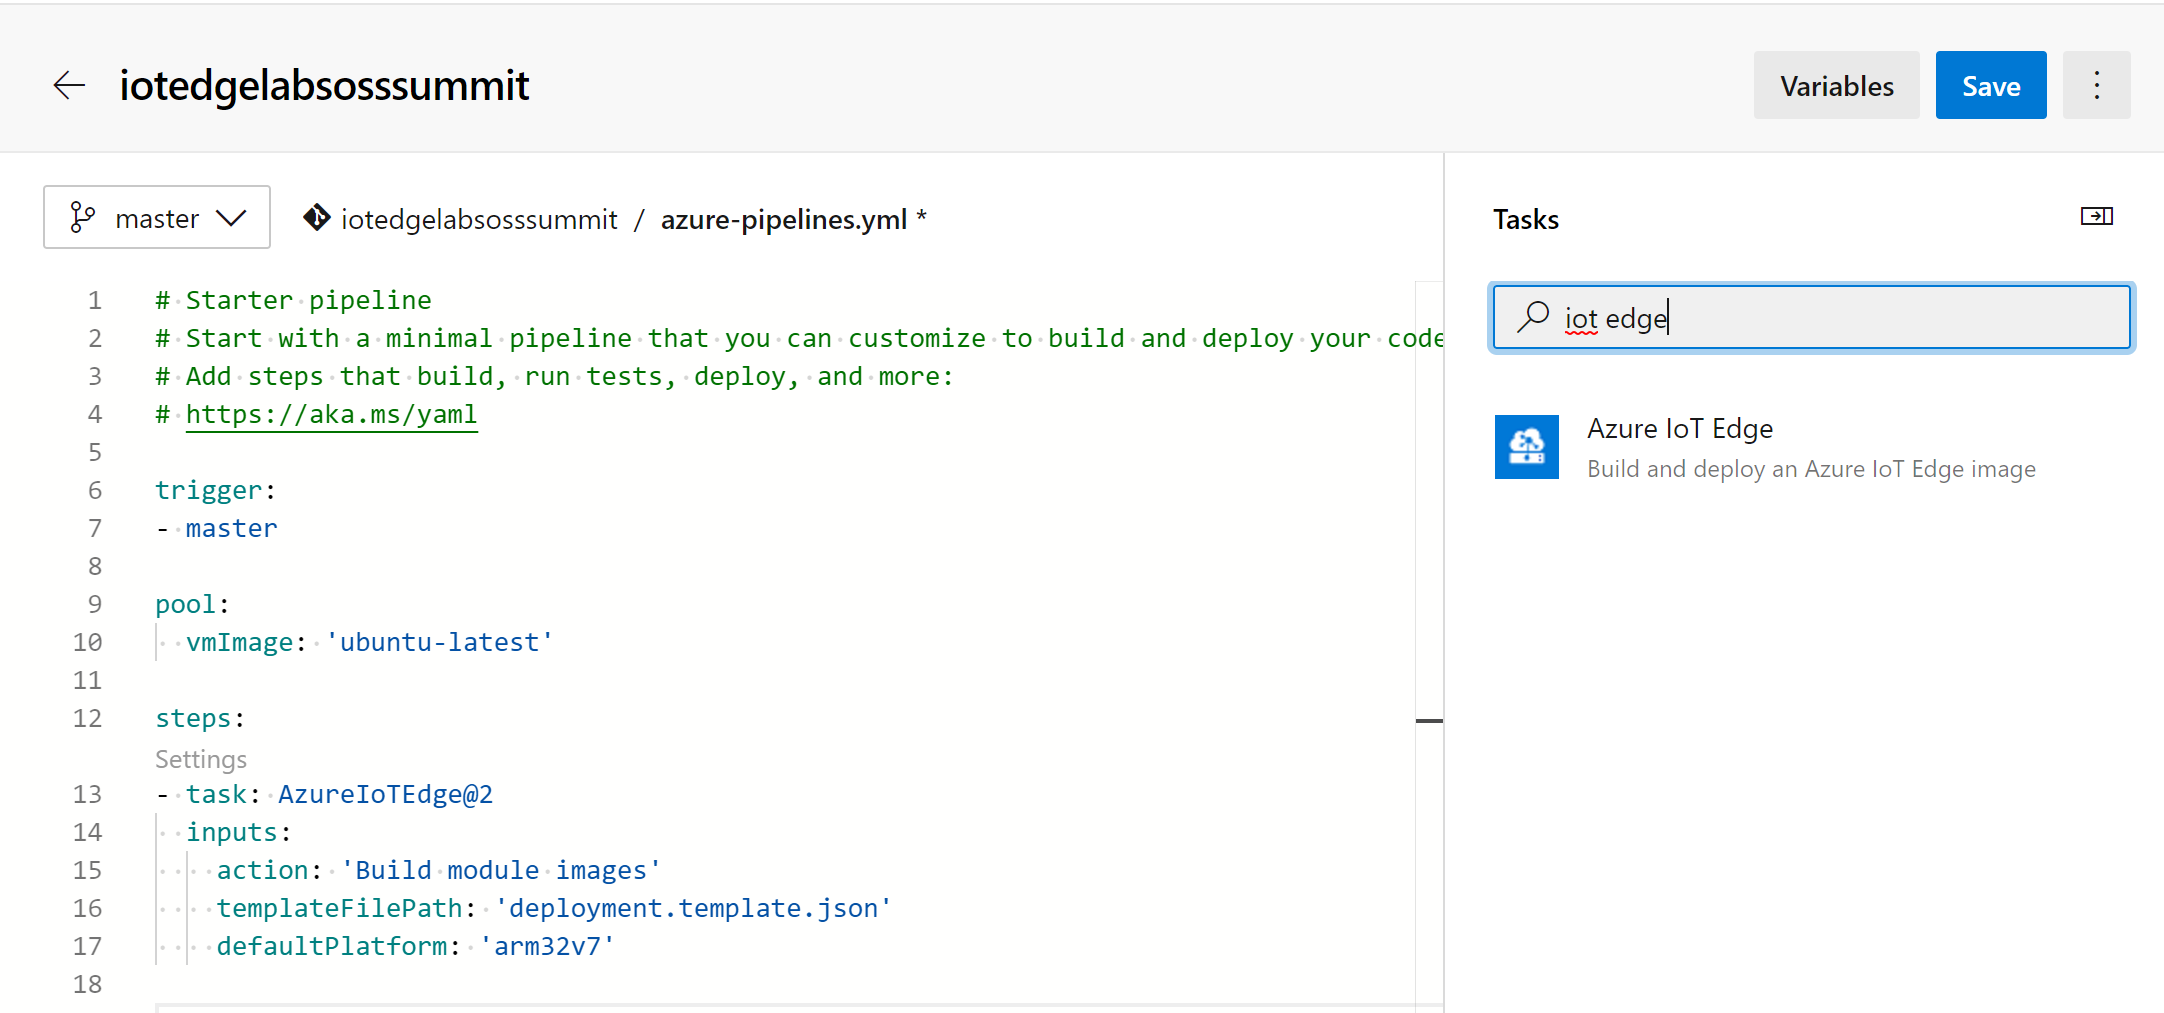 iotedgelabsosssummit
Variables
Save
master
iotedgelabsosssummit / azure-pipelines.yml *
1 # Starter pipeline
2 # Start with a minimal pipeline that you can customize to build and deploy your code
3 # Add steps that build, run tests, deploy, and more:
4 # https://aka.ms/yaml
5
6 trigger:
7 - master
8
9 pool:
10   vmImage: 'ubuntu-latest'
11
12 steps:
Settings
13 - task: AzureIoTEdge@2
14   inputs:
15     action: 'Build module images'
16     templateFilePath: 'deployment.template.json'
17     defaultPlatform: 'arm32v7'
18
Tasks
iot edge
Azure IoT Edge
Build and deploy an Azure IoT Edge image